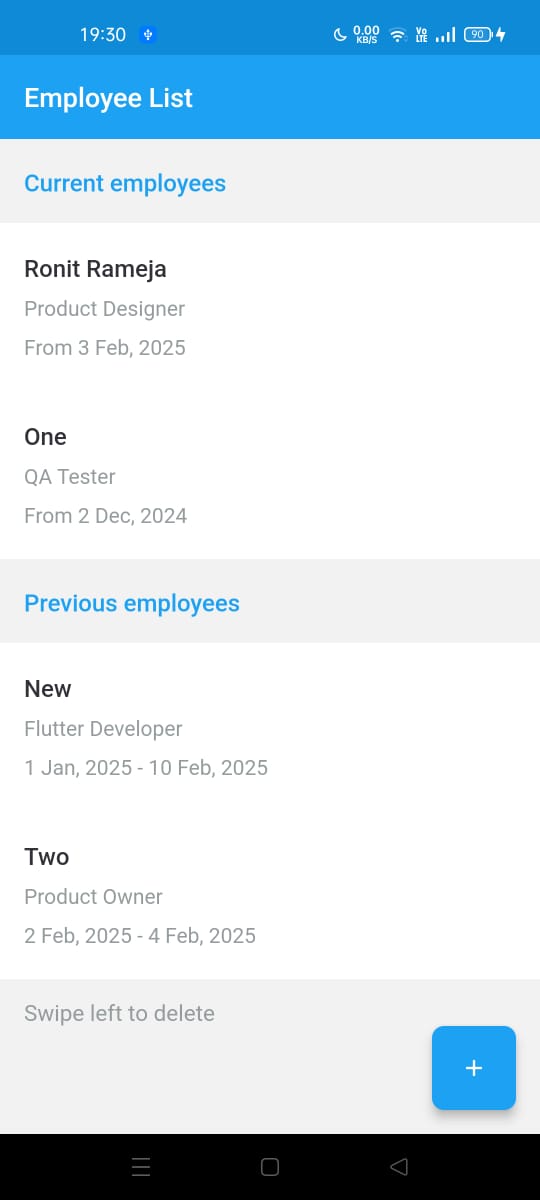 19:30
0.00
KB/S
Vo
LTE
90
Employee List
Current employees
Ronit Rameja
Product Designer
From 3 Feb, 2025
One
QA Tester
From 2 Dec, 2024
Previous employees
New
Flutter Developer
1 Jan, 2025 - 10 Feb, 2025
Two
Product Owner
2 Feb, 2025 - 4 Feb, 2025
Swipe left to delete
+